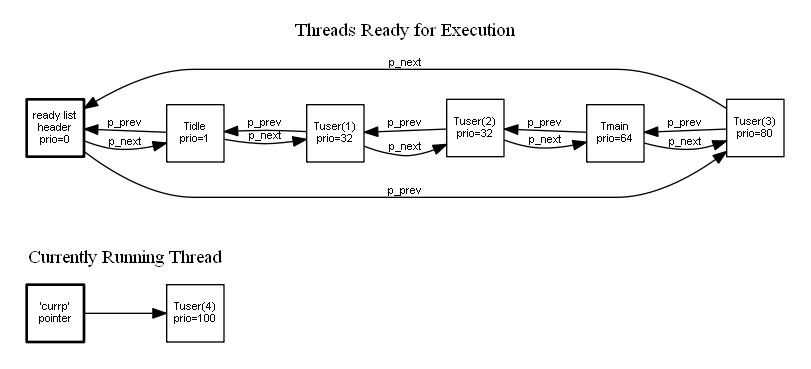 Threads Ready for Execution
p_next
ready list
header
prio=0
p_prev
p_next
Tidle
prio=1
p_prev
p_next
Tuser(1)
prio=32
p_prev
p_next
Tuser(2)
prio=32
p_prev
p_next
Tmain
prio=64
p_prev
p_next
Tuser(3)
prio=80
p_prev
Currently Running Thread
'currp'
pointer
Tuser(4)
prio=100